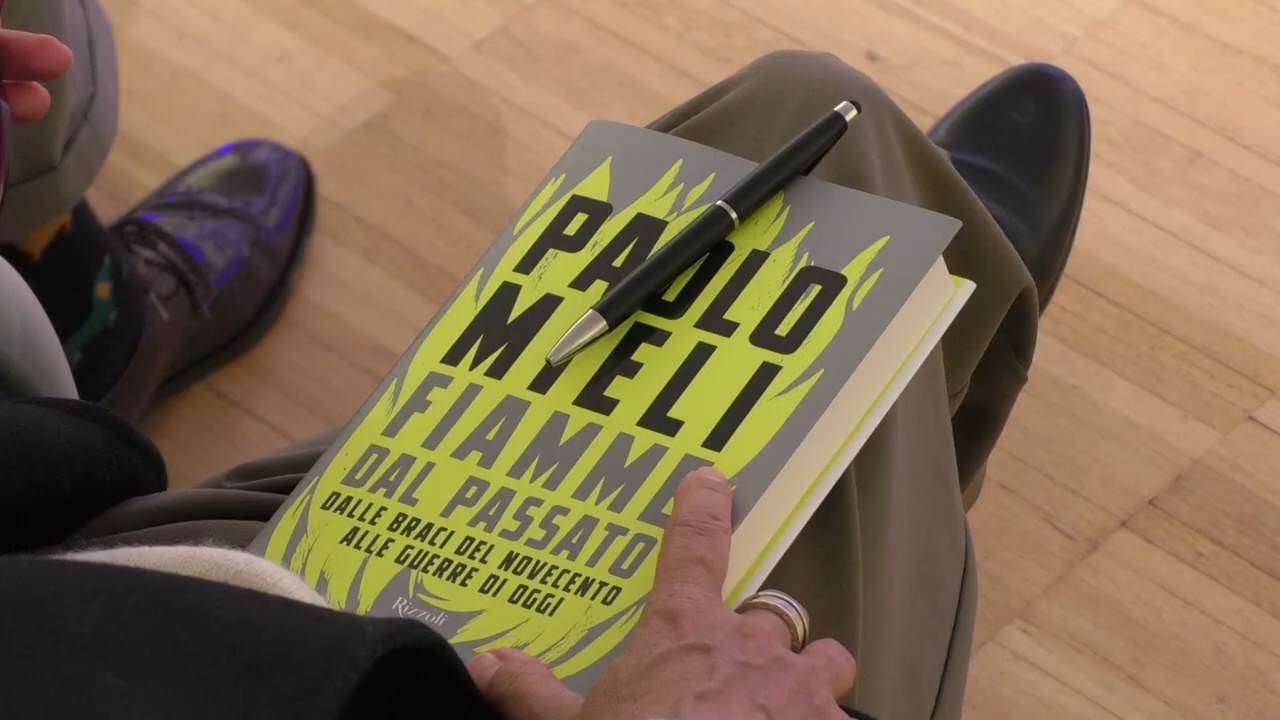 PAOLO
MIELI
FIAMME
DAL PASSATO
DALLE BRACI DEL NOVECENTO
ALLE GUERRE DI OGGI
Rizzoli